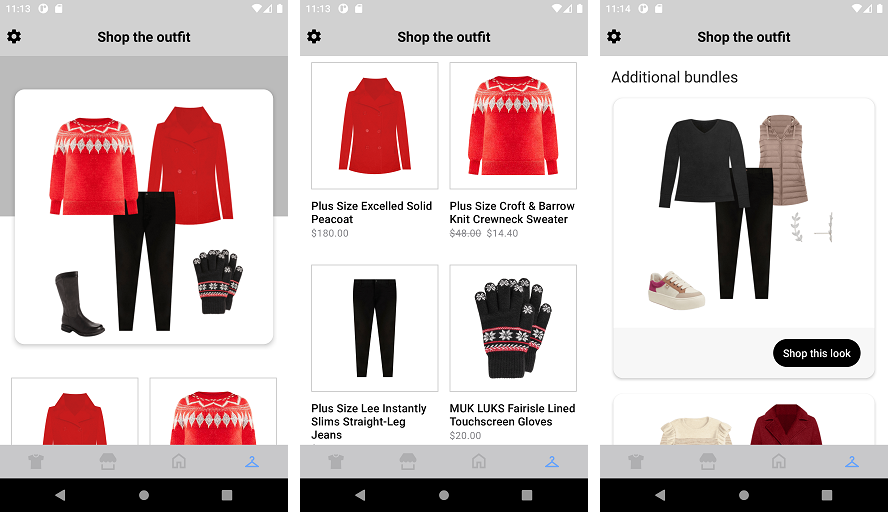 11:13
Shop the outfit
11:13
Shop the outfit
Plus Size Excelled Solid
Peacoat
$180.00
Plus Size Croft & Barrow
Knit Crewneck Sweater
$48.00 $14.40
Plus Size Lee Instantly
Slims Straight-Leg
Jeans
MUK LUKS Fairisle Lined
Touchscreen Gloves
$20.00
11:14
Shop the outfit
Additional bundles
Shop this look